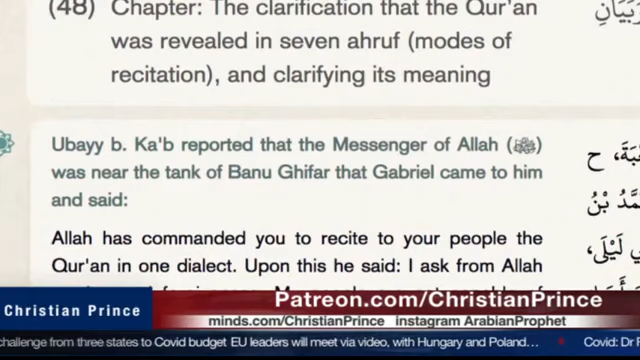 (48) Chapter: The clarification that the Qur'an
was revealed in seven ahruf (modes of
recitation), and clarifying its meaning
Ubayy b. Ka'b reported that the Messenger of Allah (ﷺ)
was near the tank of Banu Ghifar that Gabriel came to him
and said:
Allah has commanded you to recite to your people the
Qur'an in one dialect. Upon this he said: I ask from Allah
ح
لَيْلَى،
Christian Prince
Patreon.com/ChristianPrince
minds.com/ChristianPrince instagram ArabianProphet
challenge from three states to Covid budget EU leaders will meet via video, with Hungary and Poland... Covid: Dr